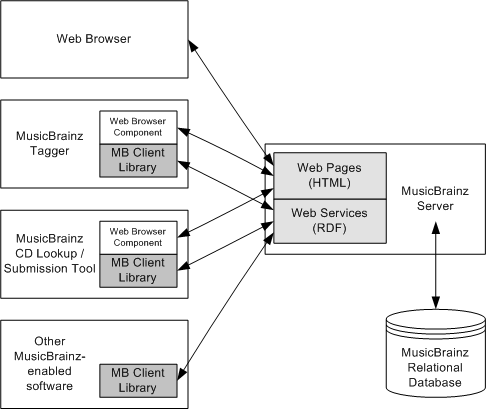 Web Browser
MusicBrainz
Tagger
Web Browser
Component
MB Client
Library
MusicBrainz
CD Lookup /
Submission Tool
Web Browser
Component
MB Client
Library
Other
MusicBrainz-
enabled
software
MB Client
Library
Web Pages
(HTML)
Web Services
(RDF)
MusicBrainz
Server
MusicBrainz
Relational
Database